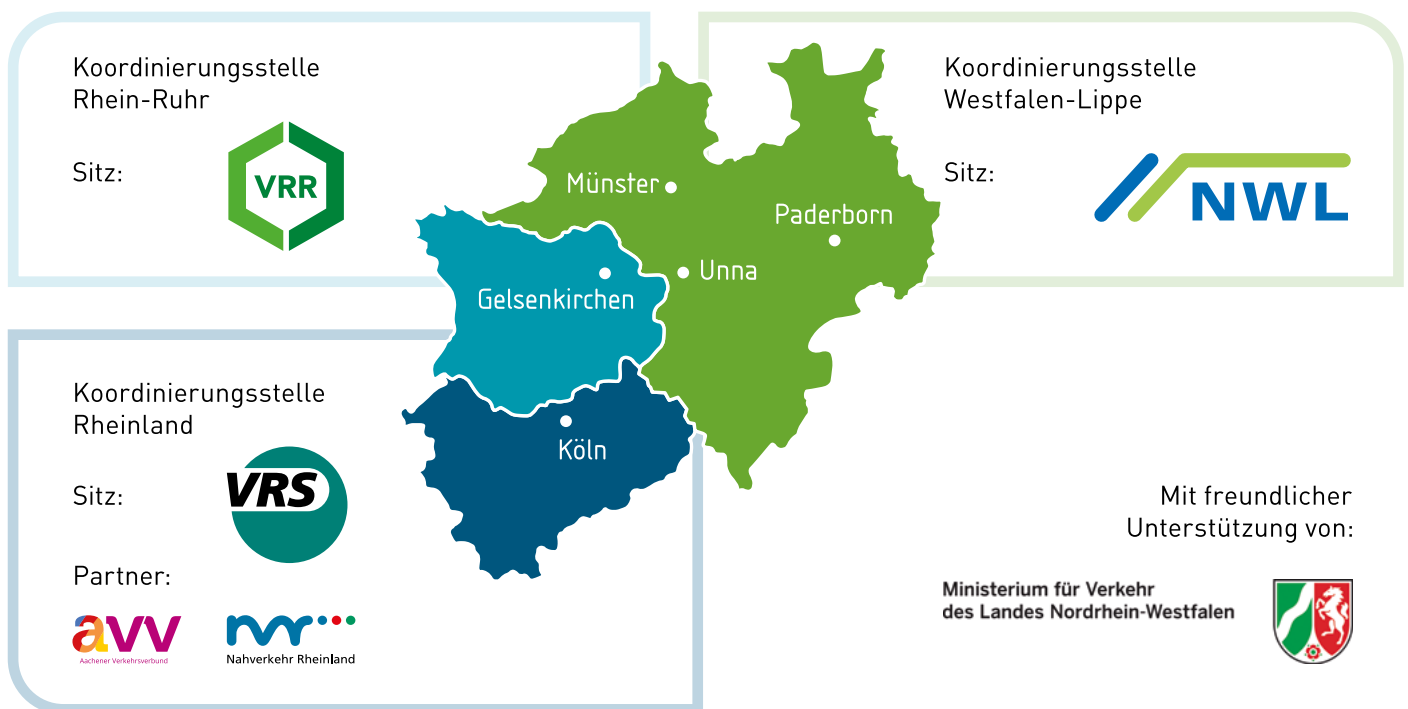 Koordinierungsstelle
Rhein-Ruhr
Sitz:
VRR
Koordinierungsstelle
Westfalen-Lippe
Sitz:
NWL
Münster
Paderborn
Unna
Gelsenkirchen
Köln
Koordinierungsstelle
Rheinland
Sitz:
VRS
Partner:
avv
Aachener Verkehrsverbund
nvr
Nahverkehr Rheinland
Mit freundlicher
Unterstützung von:
Ministerium für Verkehr
des Landes Nordrhein-Westfalen